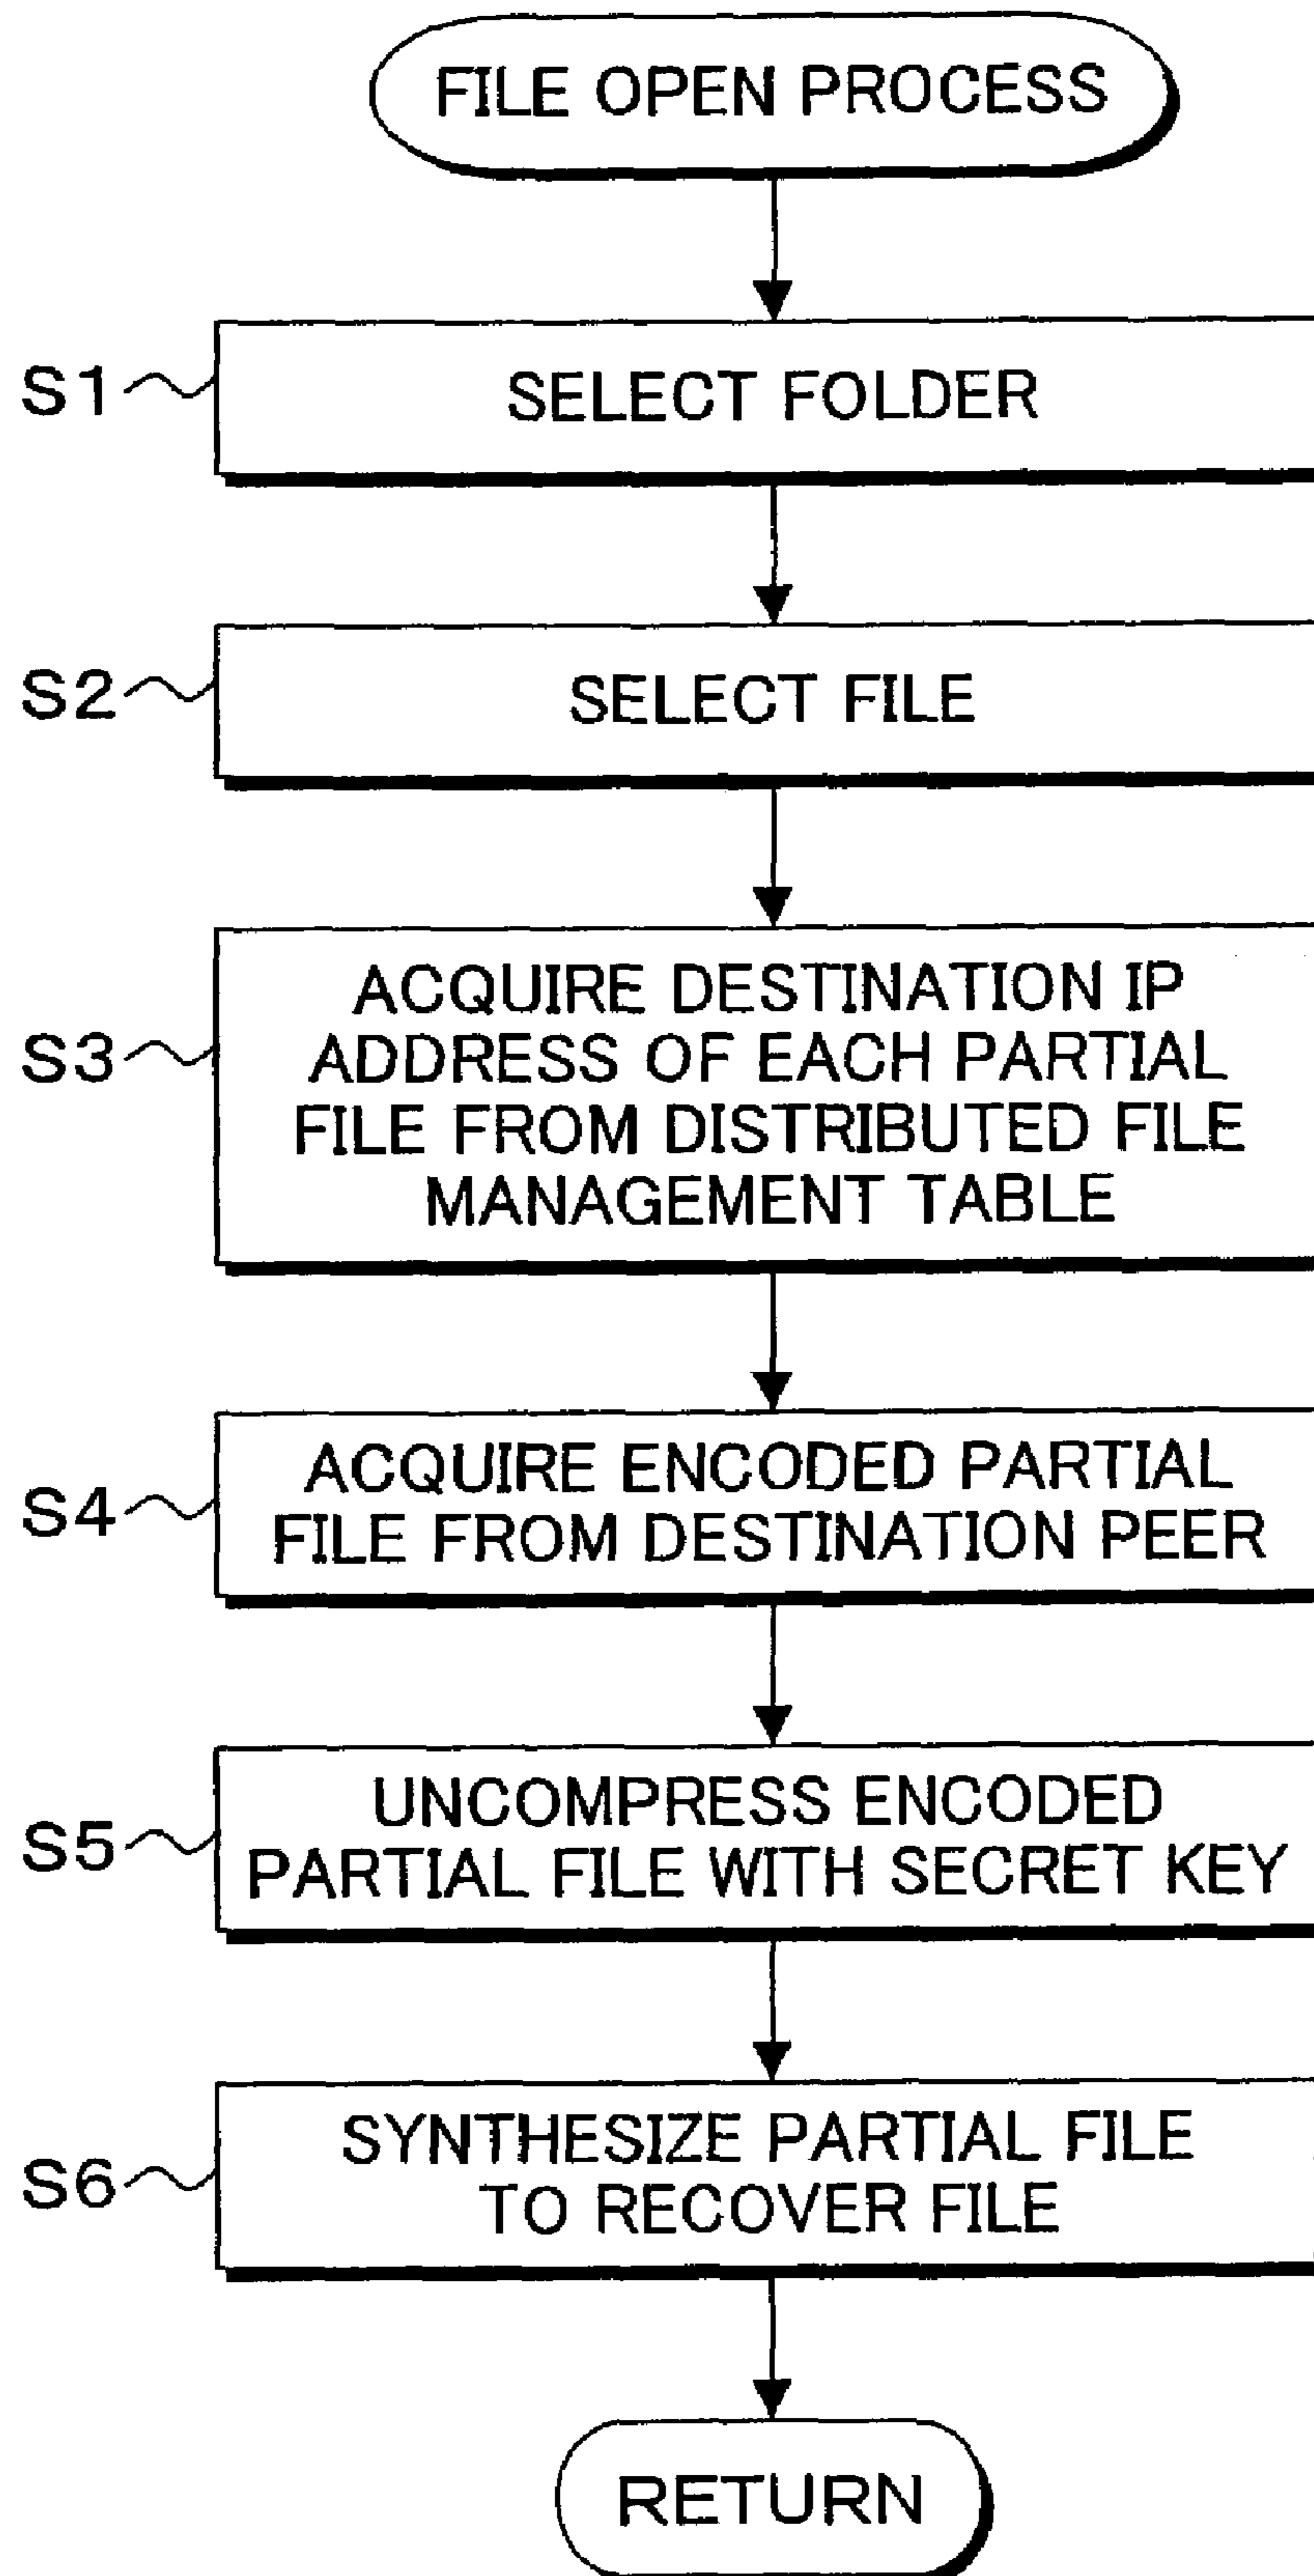 FILE OPEN PROCESS
S1
SELECT FOLDER
S2
SELECT FILE
S3
ACQUIRE DESTINATION IP
ADDRESS OF EACH PARTIAL
FILE FROM DISTRIBUTED FILE
MANAGEMENT TABLE
S4
ACQUIRE ENCODED PARTIAL
FILE FROM DESTINATION PEER
S5
UNCOMPRESS ENCODED
PARTIAL FILE WITH SECRET KEY
S6
SYNTHESIZE PARTIAL FILE
TO RECOVER FILE
RETURN